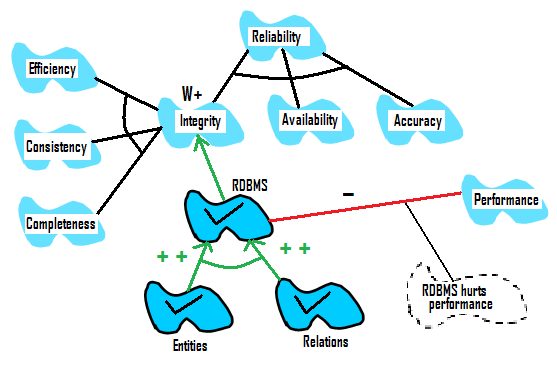 Reliability
Efficiency
W+
Integrity
Availability
Accuracy
Consistency
RDBMS
Completeness
–
Performance
+ +
+ +
RDBMS hurts
performance
Entities
Relations